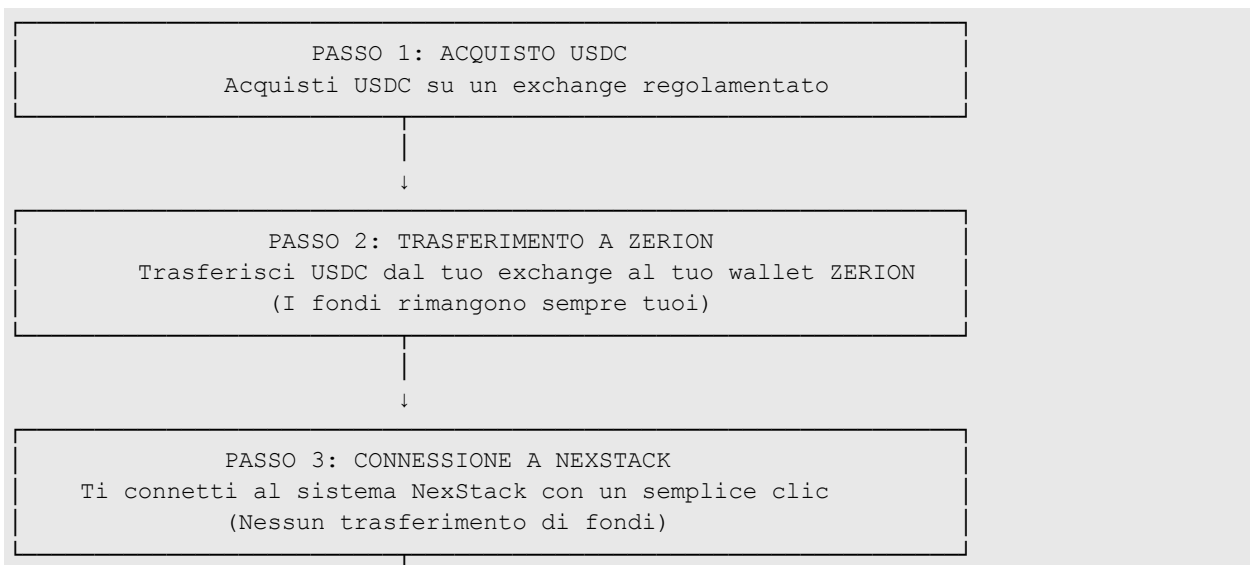 PASSO 1: ACQUISTO USDC
Acquisti USDC su un exchange regolamentato
↓
PASSO 2: TRASFERIMENTO A ZERION
Trasferisci USDC dal tuo exchange al tuo wallet ZERION
(I fondi rimangono sempre tuoi)
↓
PASSO 3: CONNESSIONE A NEXSTACK
Ti connetti al sistema NexStack con un semplice clic
(Nessun trasferimento di fondi)